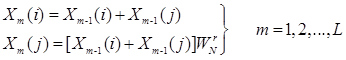 X_m(i) = X_{m-1}(i) + X_{m-1}(j)
X_m(j) = [X_{m-1}(i) + X_{m-1}(j)]W_N^r } m = 1,2,...,L